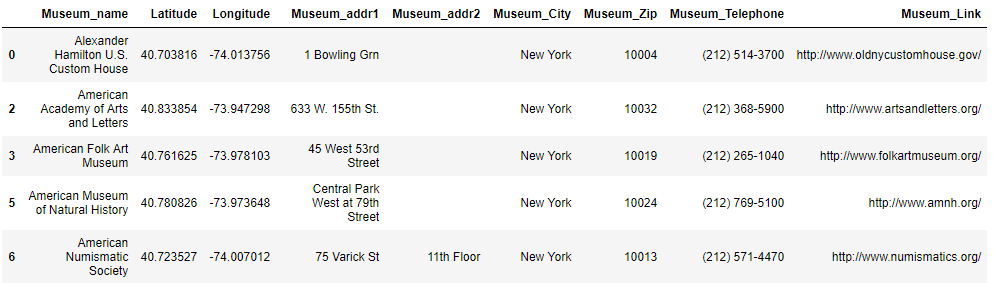 Museum_name Latitude Longitude Museum_addr1 Museum_addr2 Museum_City Museum_Zip Museum_Telephone Museum_Link
Alexander
0 Hamilton U.S. 40.703816 -74.013756 1 Bowling Grn New York 10004 (212) 514-3700 http://www.oldnycustomhouse.gov/
Custom House
American
2 Academy of Arts 40.833854 -73.947298 633 W. 155th St. New York 10032 (212) 368-5900 http://www.artsandletters.org/
and Letters
3 American Folk Art 40.761625 -73.978103 45 West 53rd New York 10019 (212) 265-1040 http://www.folkartmuseum.org/
Museum Street
Central Park
5 American Museum 40.780826 -73.973648 West at 79th New York 10024 (212) 769-5100 http://www.amnh.org/
of Natural History Street
American
6 Numismatic 40.723527 -74.007012 75 Varick St 11th Floor New York 10013 (212) 571-4470 http://www.numismatics.org/
Society